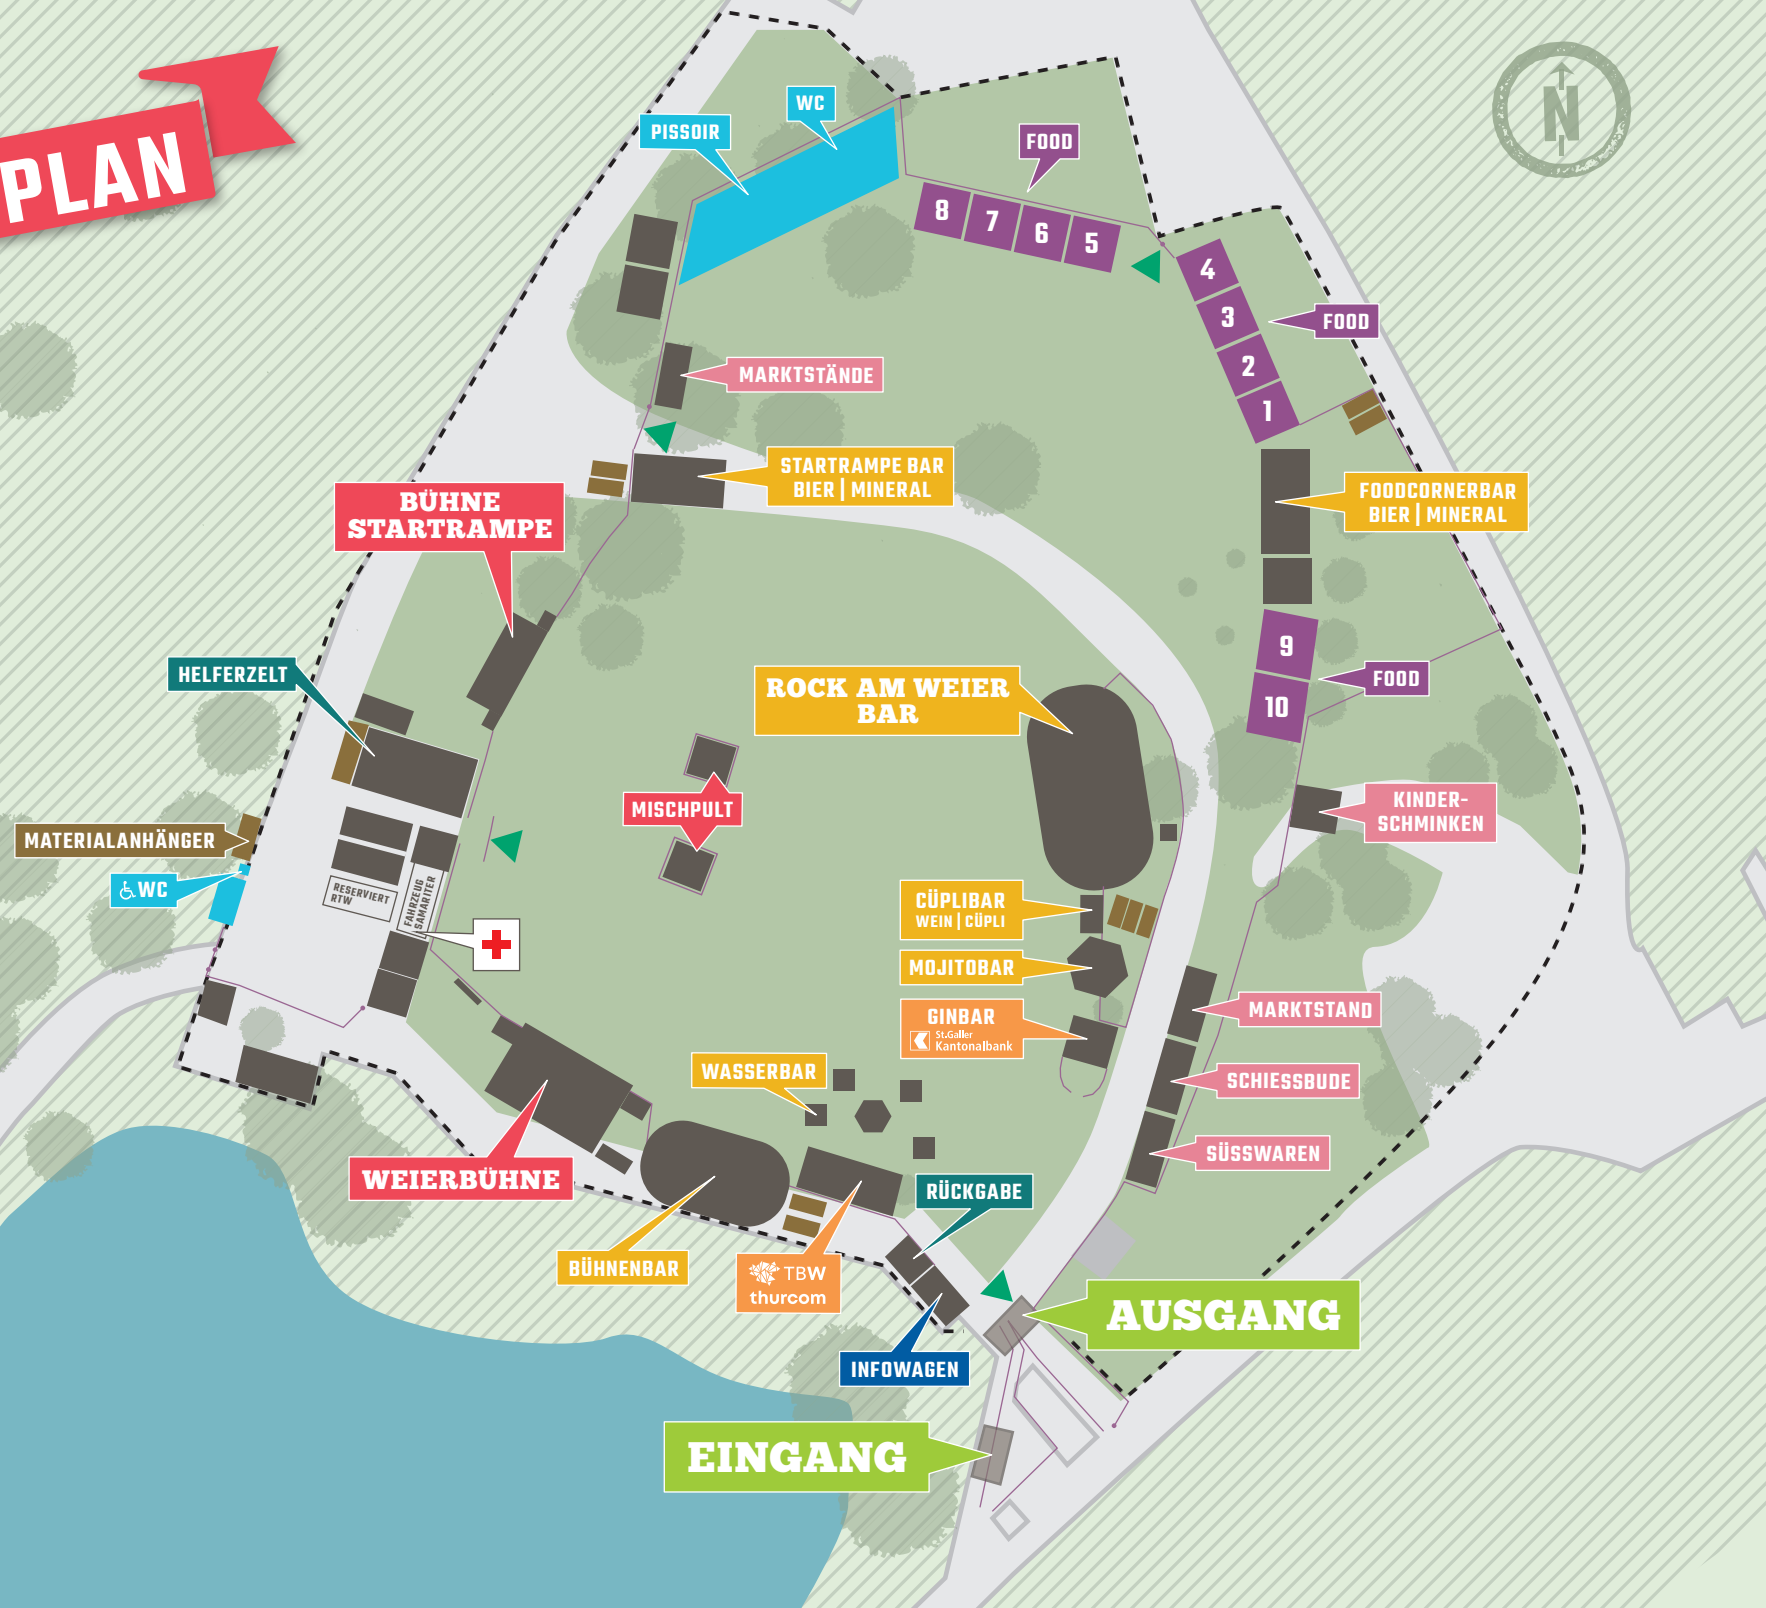 PLAN
N
WC
PISSOIR
FOOD
8
7
6
5
4
3
2
1
FOOD
MARKTSTÄNDE
STARTRAMPE BAR
BIER | MINERAL
FOODCORNERBAR
BIER | MINERAL
BÜHNE
STARTRAMPE
9
10
FOOD
HELFERZELT
ROCK AM WEIER
BAR
MISCHPULT
KINDER-
SCHMINKEN
MATERIALANHÄNGER
WC
RESERVIERT
RTW
FAHRZEUG
SAMARITER
CÜPLIBAR
WEIN | CÜPLI
MOJITOBAR
GINBAR
St.Galler
Kantonalbank
MARKTSTAND
SCHIESSBUDE
SÜSSWAREN
WASSERBAR
WEIERBÜHNE
RÜCKGABE
BÜHNENBAR
TBW
thurcom
INFOWAGEN
AUSGANG
EINGANG